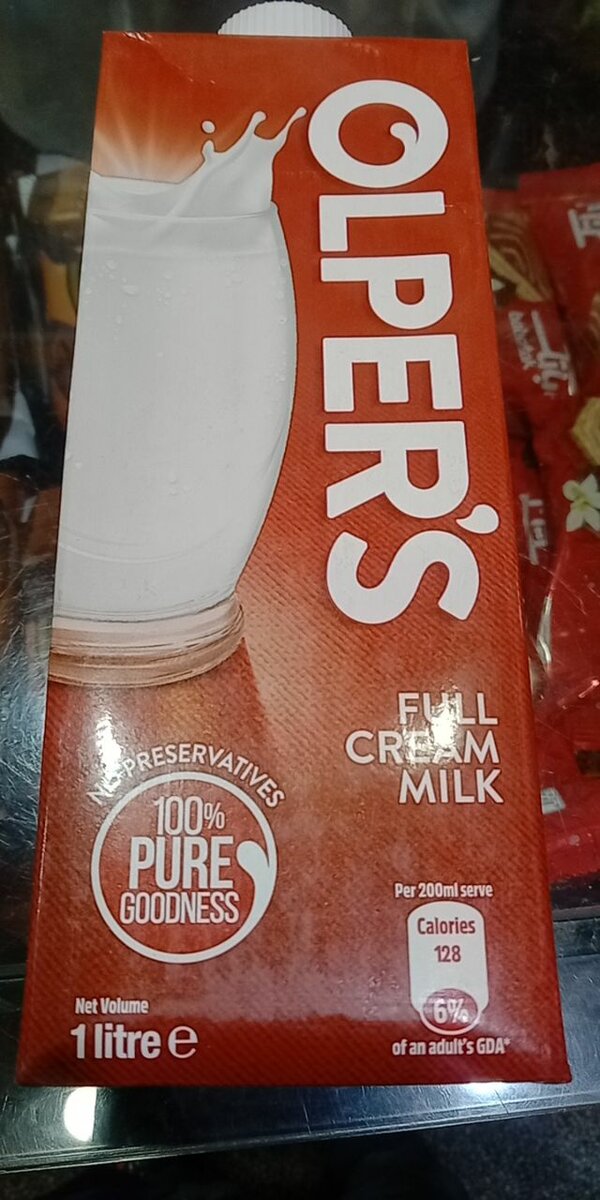 OLPER'S
FULL
CREAM
MILK
NO PRESERVATIVES
100%
PURE
GOODNESS
Per 200ml serve
Calories
128
6%
of an adult's GDA*
Net Volume
1 litre e